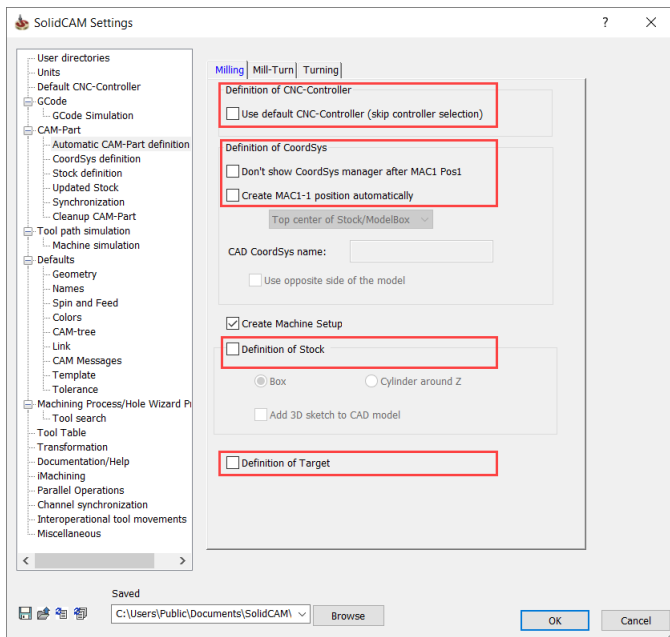 SolidCAM Settings
?
User directories
Units
Default CNC-Controller
GCode
GCode Simulation
CAM-Part
Automatic CAM-Part definition
CoordSys definition
Stock definition
Updated Stock
Synchronization
Cleanup CAM-Part
Tool path simulation
Machine simulation
Defaults
Geometry
Names
Spin and Feed
Colors
CAM-tree
Link
CAM Messages
Template
Tolerance
Machining Process/Hole Wizard Pr
Tool search
Tool Table
Transformation
Documentation/Help
iMachining
Parallel Operations
Channel synchronization
Interoperational tool movements
Miscellaneous
Milling Mill-Turn Turning
Definition of CNC-Controller
Use default CNC-Controller (skip controller selection)
Definition of CoordSys
Don't show CoordSys manager after MAC1 Pos1
Create MAC1-1 position automatically
Top center of Stock/ModelBox
CAD CoordSys name:
Use opposite side of the model
Create Machine Setup
Definition of Stock
Box Cylinder around Z
Add 3D sketch to CAD model
Definition of Target
Saved
C:\Users\Public\Documents\SolidCAM\ Browse
OK Cancel